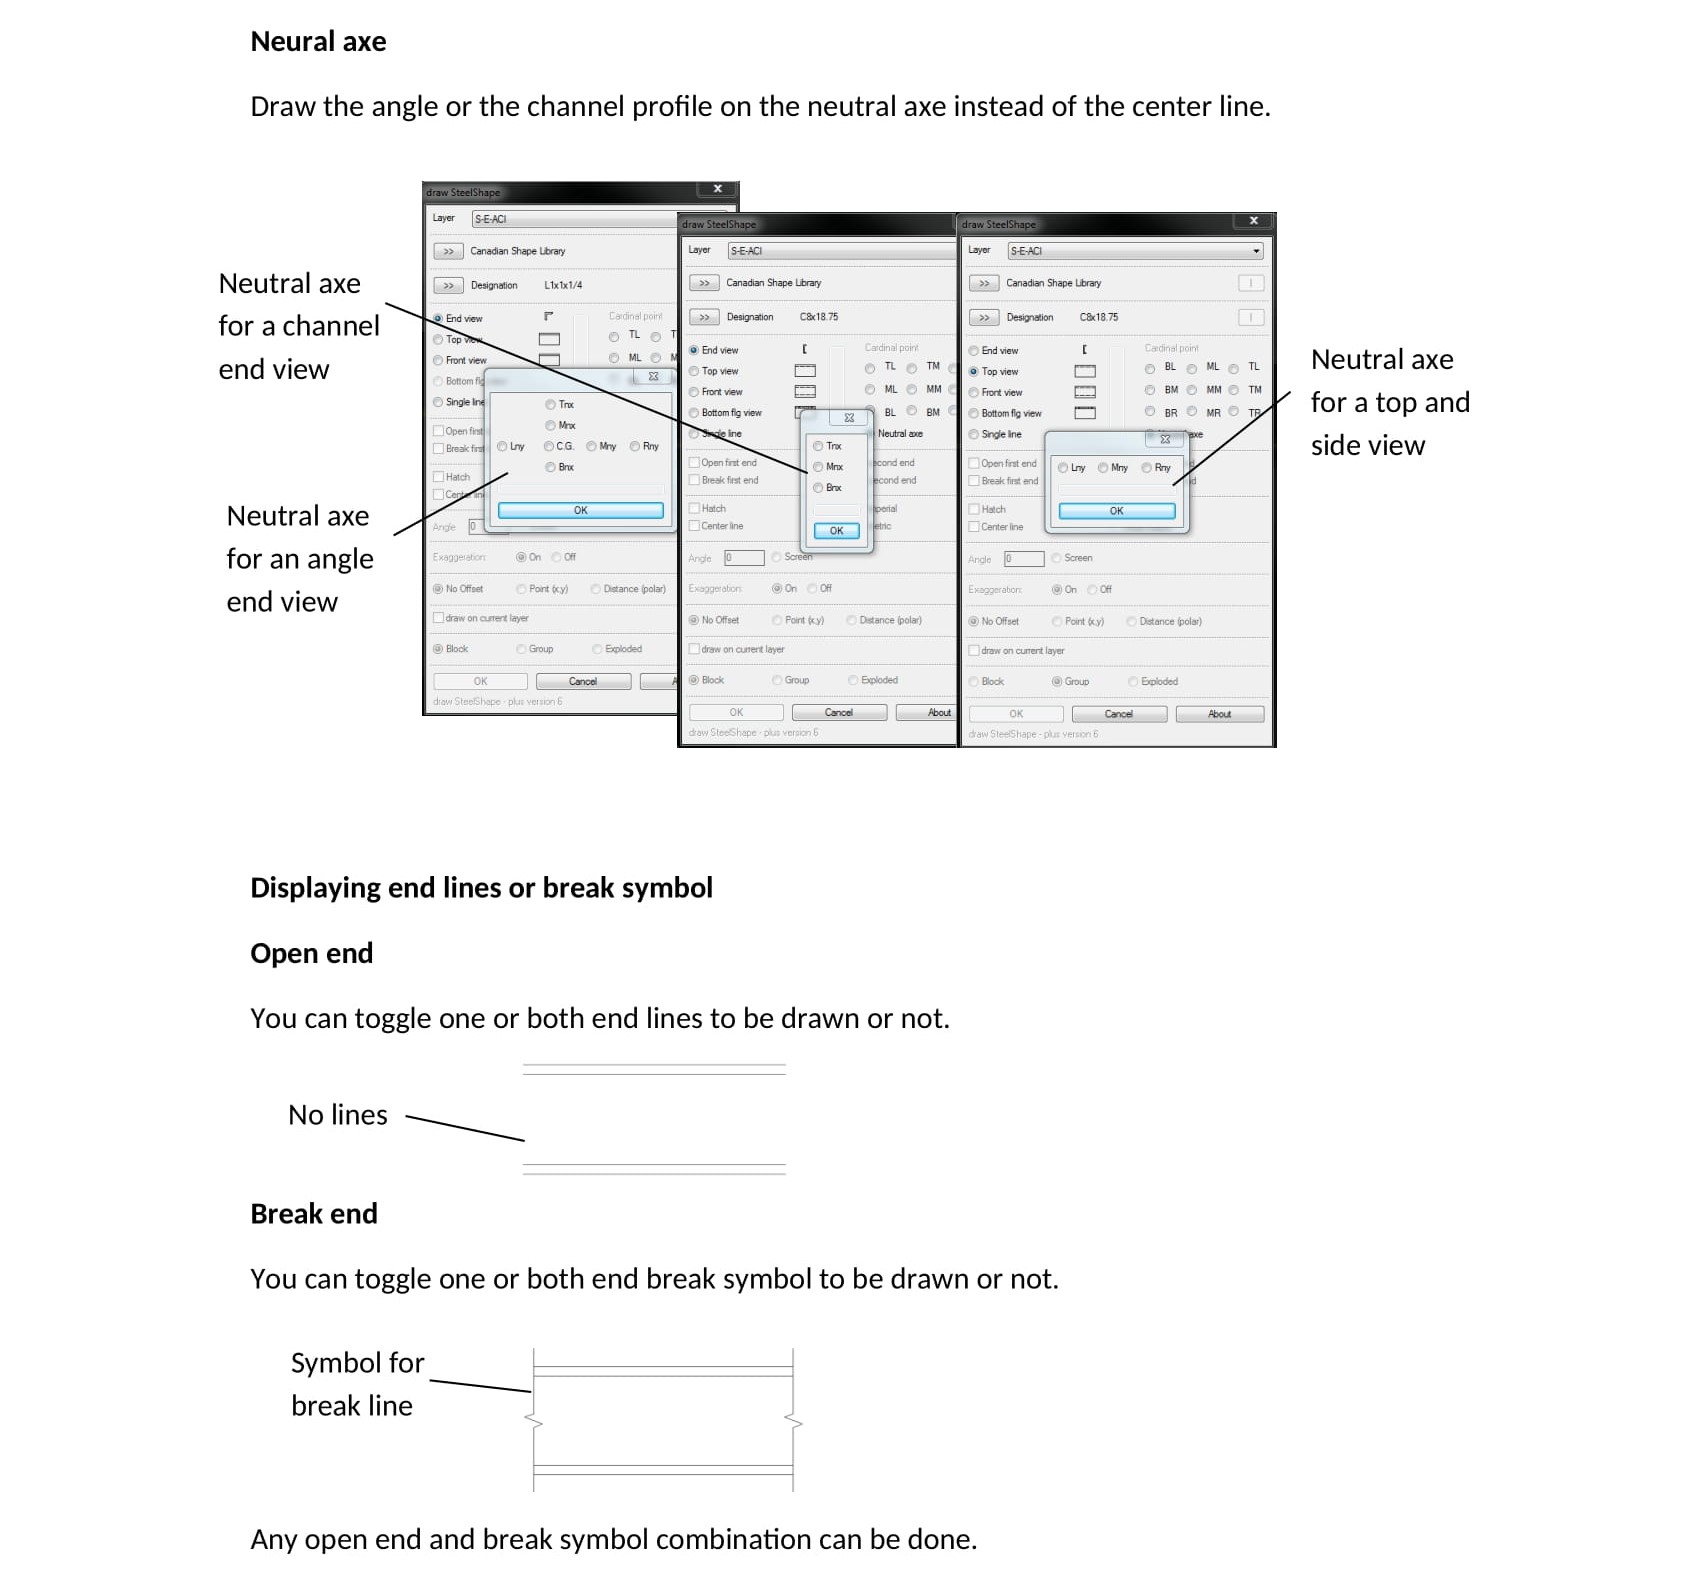 Neural axe
Draw the angle or the channel profile on the neutral axe instead of the center line.
Neutral axe
for a channel
end view
Neutral axe
for an angle
end view
draw SteelShape
x
Layer S-E-ACI
>> Canadian Shape Library
>> Designation L1x1x1/4
End view Cardinal point
Top view TL
Front view ML M
Bottom flg
Single line
Open first
Break first
Hatch
Angle 0
Tnx
Mnx
Lny C.G. Mny Rny
Bnx
OK
Exaggeration: On Off
No Offset Point (x,y) Distance (polar)
draw on current layer
Block Group Exploded
OK Cancel A
draw SteelShape - plus version 6
draw SteelShape
Layer S-E-ACI
>> Canadian Shape Library
>> Designation C8x18.75
End view Cardinal point
Top view TL TM
Front view ML MM
Bottom flg view BL BM
Single line Neutral axe
Open first end econd end
Break first end econd end
Hatch perial
Center line etric
Tnx
Mnx
Bnx
OK
Angle 0 Screen
Exaggeration: On Off
No Offset Point (x,y) Distance (polar)
draw on current layer
Block Group Exploded
OK Cancel About
draw SteelShape - plus version 6
draw SteelShape
x
Layer S-E-ACI
>> Canadian Shape Library
>> Designation C8x18.75
End view Cardinal point
Top view BL ML TL
Front view BM MM TM
Bottom flg view BR MR TR
Single line axe
Open first end
Break first end
Hatch
Center line
Lny Mny Rny
OK
Angle 0 Screen
Exaggeration: On Off
No Offset Point (x,y) Distance (polar)
draw on current layer
Block Group Exploded
OK Cancel About
draw SteelShape - plus version 6
Neutral axe
for a top and
side view
Displaying end lines or break symbol
Open end
You can toggle one or both end lines to be drawn or not.
No lines
Break end
You can toggle one or both end break symbol to be drawn or not.
Symbol for
break line
Any open end and break symbol combination can be done.